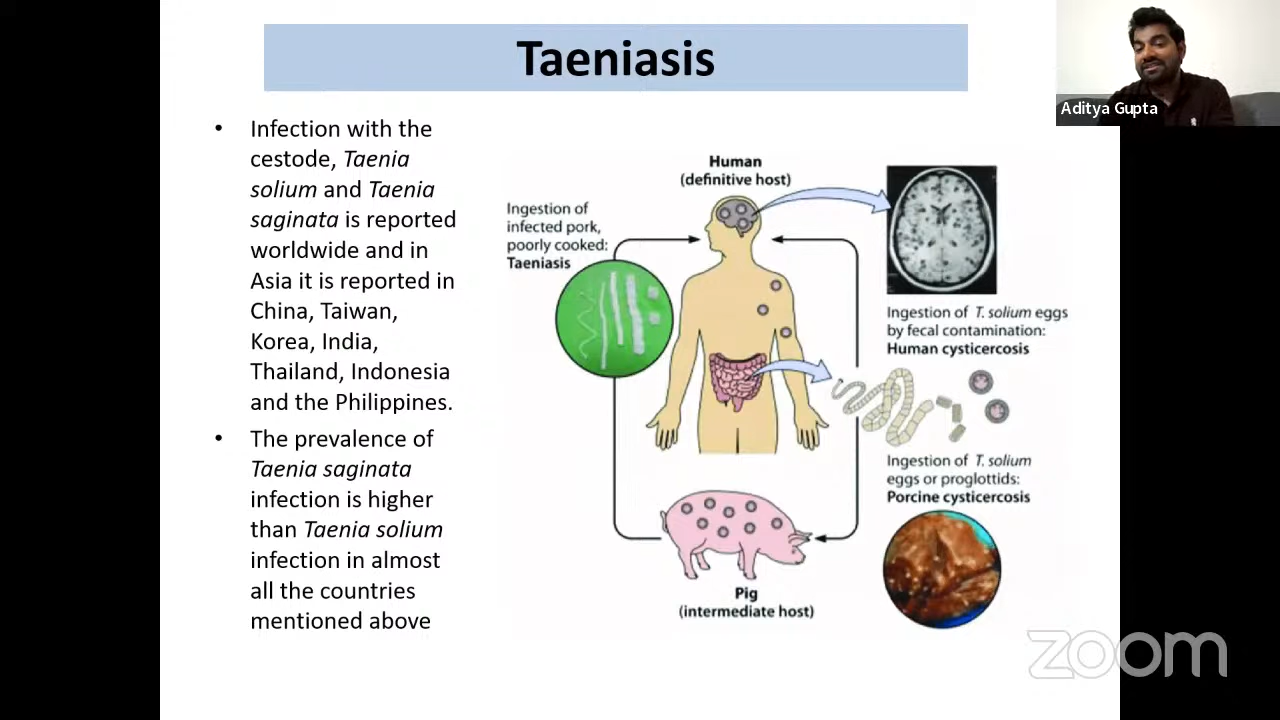 Taeniasis
Aditya Gupta
• Infection with the
cestode, Taenia
solium and Taenia
saginata is reported
worldwide and in
Asia it is reported in
China, Taiwan,
Korea, India,
Thailand, Indonesia
and the Philippines.
• The prevalence of
Taenia saginata
infection is higher
than Taenia solium
infection in almost
all the countries
mentioned above
Human
(definitive host)
Ingestion of
infected pork,
poorly cooked:
Taeniasis
Ingestion of T. solium eggs
by fecal contamination:
Human cysticercosis
Ingestion of T. solium
eggs or proglottids:
Porcine cysticercosis
Pig
(intermediate host)
zoom